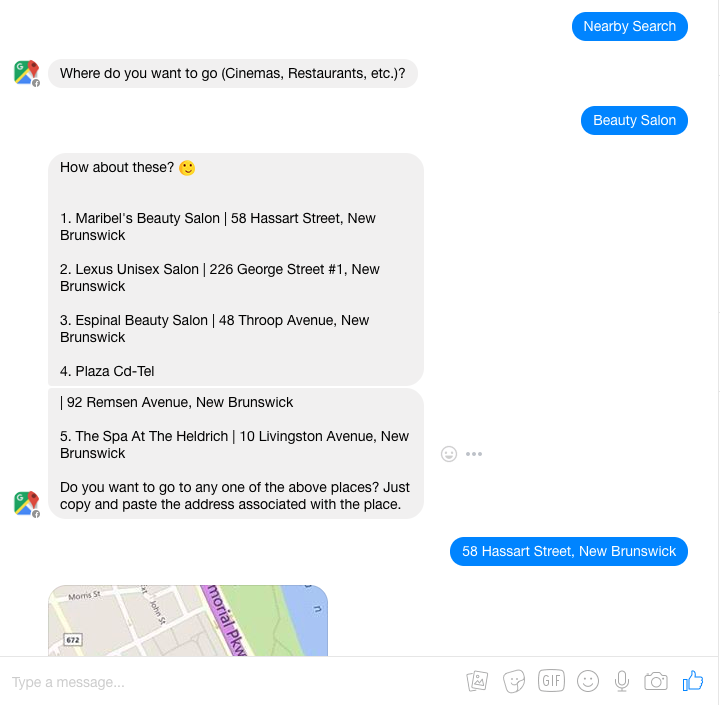 Nearby Search
Where do you want to go (Cinemas, Restaurants, etc.)?
Beauty Salon
How about these? 🙂
1. Maribel's Beauty Salon | 58 Hassart Street, New
Brunswick
2. Lexus Unisex Salon | 226 George Street #1, New
Brunswick
3. Espinal Beauty Salon | 48 Throop Avenue, New
Brunswick
4. Plaza Cd-Tel
| 92 Remsen Avenue, New Brunswick
5. The Spa At The Heldrich | 10 Livingston Avenue, New
Brunswick
Do you want to go to any one of the above places? Just
copy and paste the address associated with the place.
58 Hassart Street, New Brunswick
Morris St
John St
morial Pkw
n
672
Type a message...
GIF